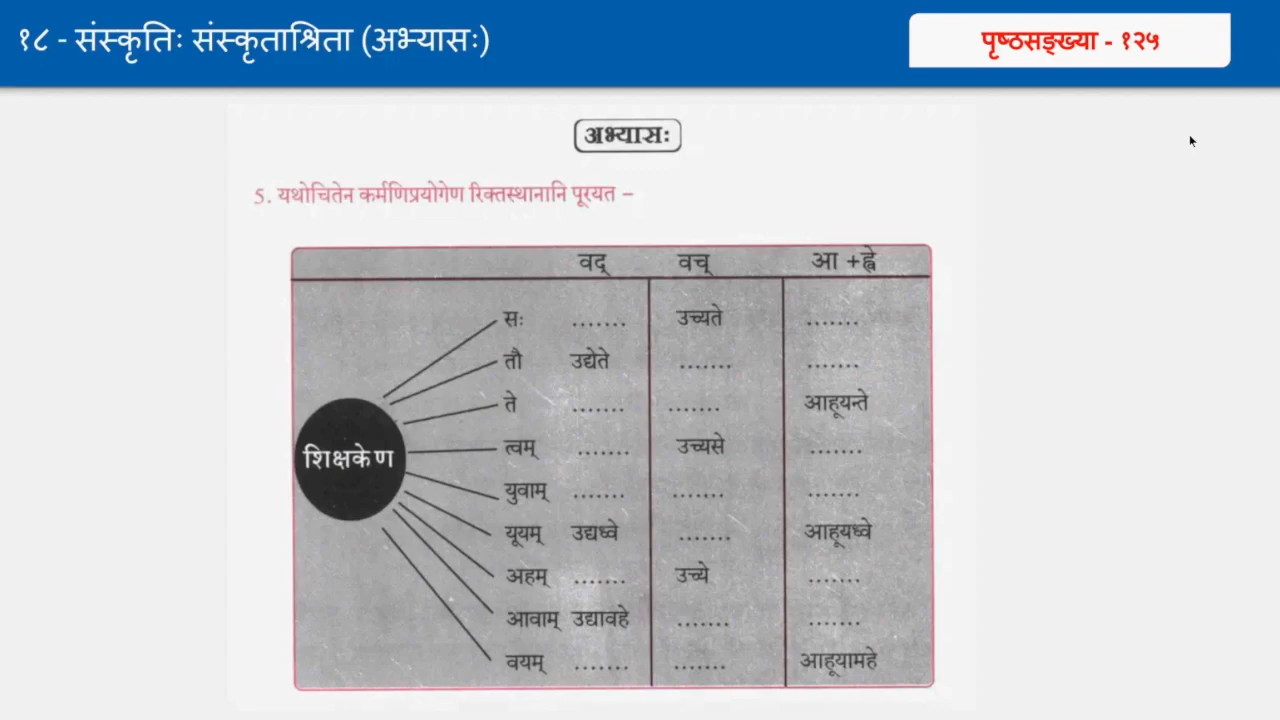 १८ - संस्कृतिः संस्कृताश्रिता (अभ्यासः)
पृष्ठसङ्ख्या - १२५
अभ्यासः
5. यथोचितेन कर्मणिप्रयोगेण रिक्तस्थानानि पूरयत –
वद् वच् आ +ह्वे
सः ....... उच्यते .......
तौ उद्येते ....... .......
ते ....... ....... आहूयन्ते
शिक्षकेण
त्वम् ....... उच्यसे .......
युवाम् ....... ....... .......
यूयम् उद्यध्वे ....... आहूयध्वे
अहम् ....... उच्ये .......
आवाम् उद्यावहे ....... .......
वयम् ....... ....... आहूयामहे